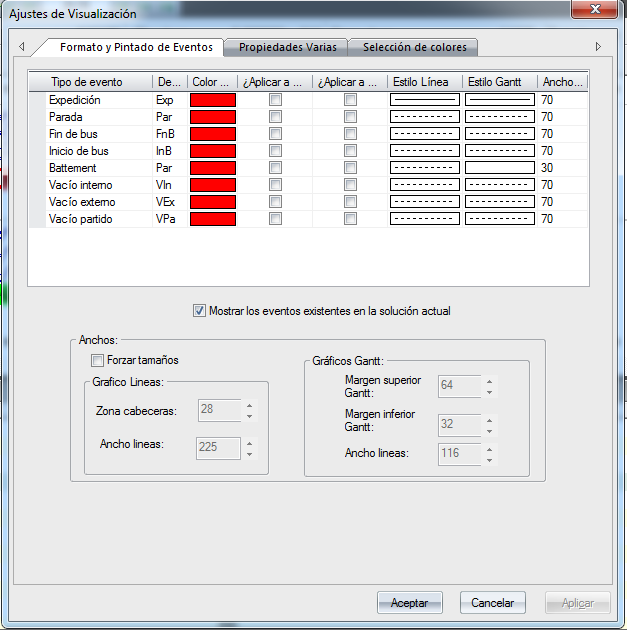 Ajustes de Visualización
Formato y Pintado de Eventos Propiedades Varias Selección de colores
Tipo de evento De... Color ... ¿Aplicar a ... ¿Aplicar a ... Estilo Línea Estilo Gantt Ancho...
Expedición Exp 70
Parada Par 70
Fin de bus FnB 70
Inicio de bus InB 70
Battement Par 30
Vacío interno VIn 70
Vacío externo VEx 70
Vacío partido VPa 70
Mostrar los eventos existentes en la solución actual
Anchos:
Forzar tamaños
Grafico Lineas:
Zona cabeceras: 28
Ancho lineas: 225
Gráficos Gantt:
Margen superior
Gantt: 64
Margen inferior
Gantt: 32
Ancho lineas: 116
Aceptar Cancelar Aplicar